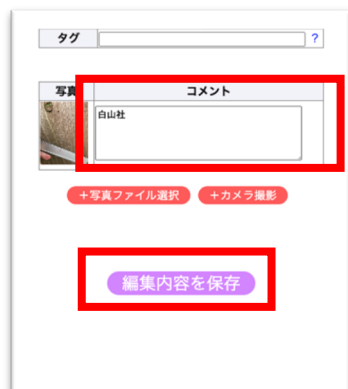 タグ ?
写真 コメント
白山社
+写真ファイル選択 +カメラ撮影
編集内容を保存